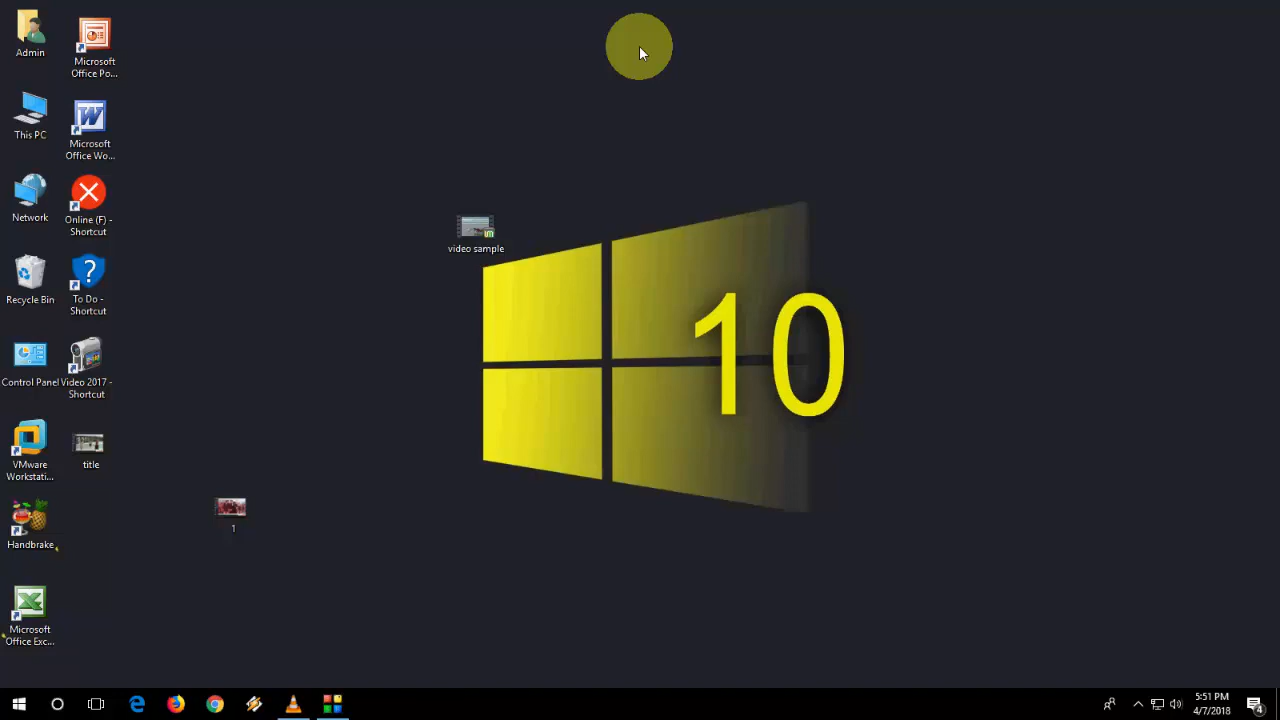 Admin
Microsoft
Office Po...
This PC
Microsoft
Office Wo...
Network
Online (F) -
Shortcut
video sample
Recycle Bin
To Do -
Shortcut
10
Control Panel
Video 2017 -
Shortcut
VMware
Workstati...
title
1
Handbrake
Microsoft
Office Exc...
5:51 PM
4/7/2018
4